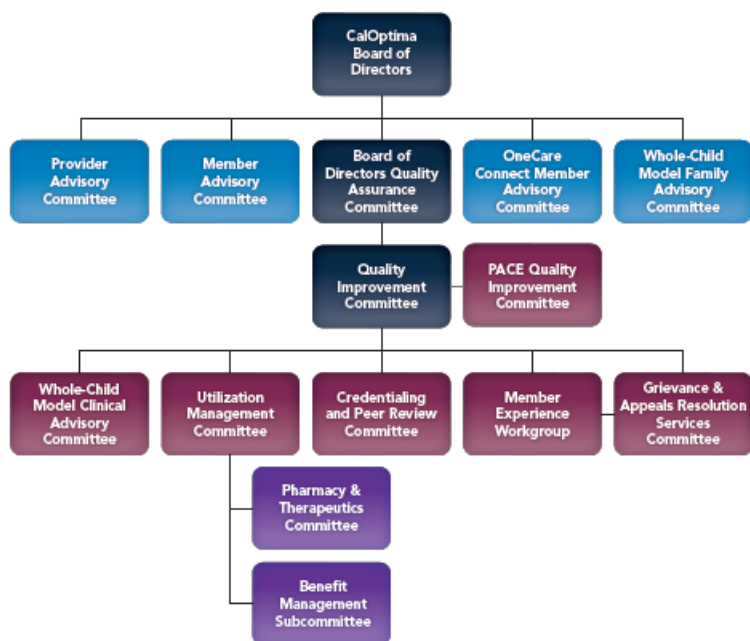 CalOptima
Board of
Directors
Provider
Advisory
Committee
Member
Advisory
Committee
Board of
Directors Quality
Assurance
Committee
OneCare
Connect Member
Advisory
Committee
Whole-Child
Model Family
Advisory
Committee
Quality
Improvement
Committee
PACE Quality
Improvement
Committee
Whole-Child
Model Clinical
Advisory
Committee
Utilization
Management
Committee
Credentialing
and Peer Review
Committee
Member
Experience
Workgroup
Grievance &
Appeals Resolution
Services
Committee
Pharmacy &
Therapeutics
Committee
Benefit
Management
Subcommittee